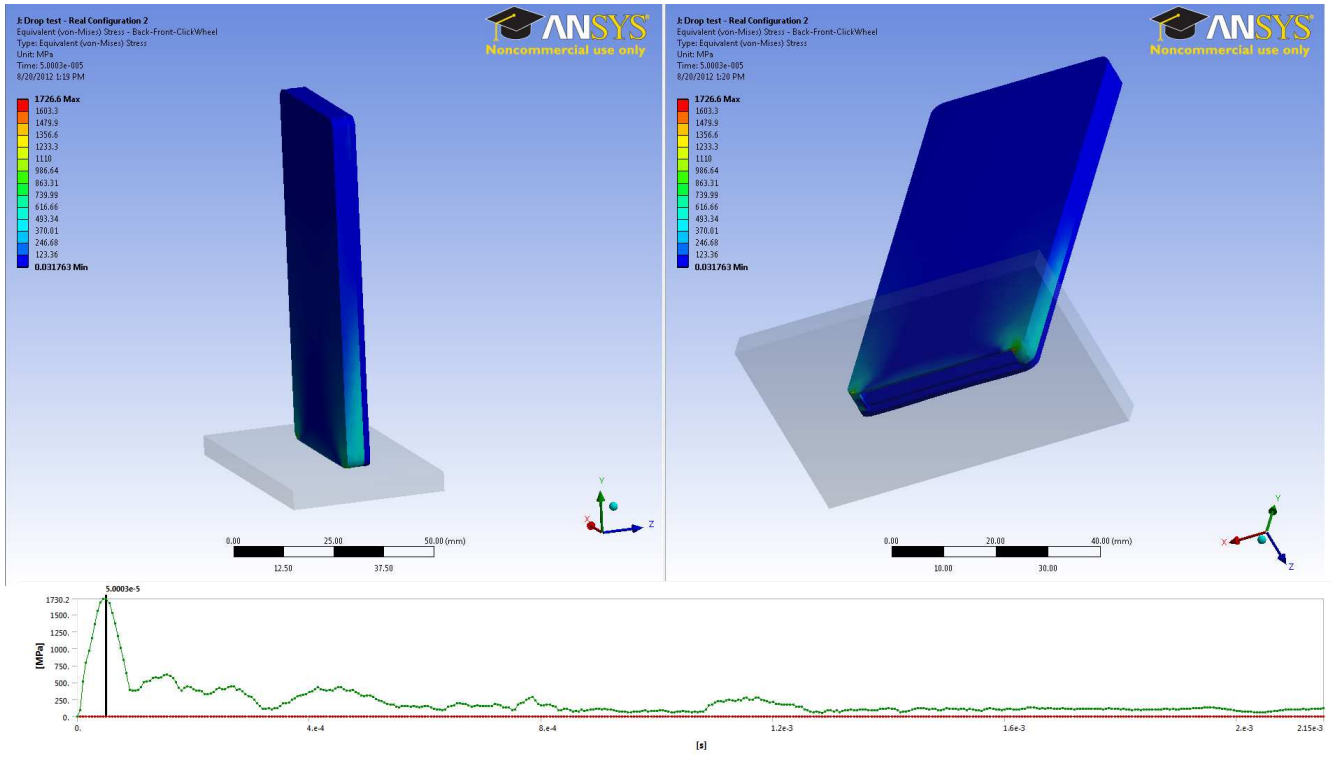 J: Drop test - Real Configuration 2
Equivalent (von-Mises) Stress - Back-Front-ClickWheel
Type: Equivalent (von-Mises) Stress
Unit: MPa
Time: 5.0003e-005
8/20/2012 1:19 PM
1726.6 Max
1603.3
1479.9
1356.6
1233.3
1110
986.64
863.31
739.99
616.66
493.34
370.01
246.68
123.36
0.031763 Min
ANSYS
Noncommercial use only
Y
X
Z
0.00 25.00 50.00 (mm)
12.50 37.50
J: Drop test - Real Configuration 2
Equivalent (von-Mises) Stress - Back-Front-ClickWheel
Type: Equivalent (von-Mises) Stress
Unit: MPa
Time: 5.0003e-005
8/20/2012 1:20 PM
1726.6 Max
1603.3
1479.9
1356.6
1233.3
1110
986.64
863.31
739.99
616.66
493.34
370.01
246.68
123.36
0.031763 Min
ANSYS
Noncommercial use only
Y
X
Z
0.00 20.00 40.00 (mm)
10.00 30.00
5.0003e-5
1730.2
1500.
1250.
1000.
750.
500.
250.
0.
[MPa]
0. 4.e-4 8.e-4 1.2e-3 1.6e-3 2.e-3 2.15e-3
[s]